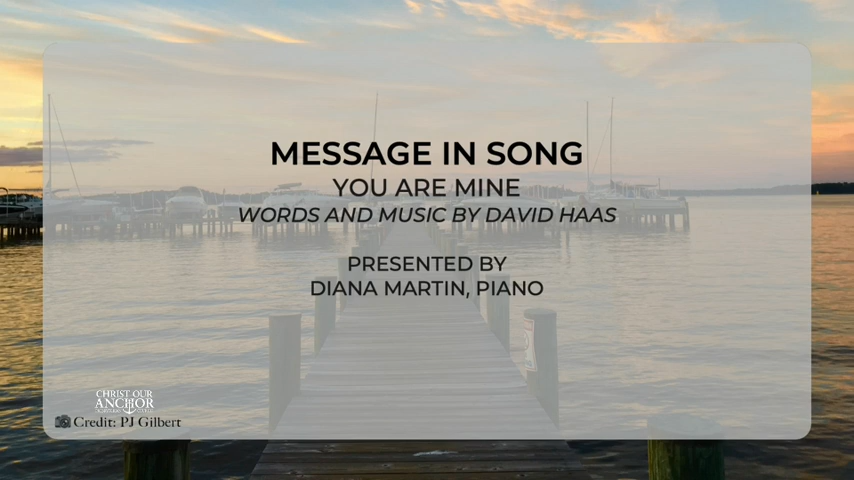 MESSAGE IN SONG
YOU ARE MINE
WORDS AND MUSIC BY DAVID HAAS
PRESENTED BY
DIANA MARTIN, PIANO
CHRIST OUR
ANCHOR
Credit: PJ Gilbert